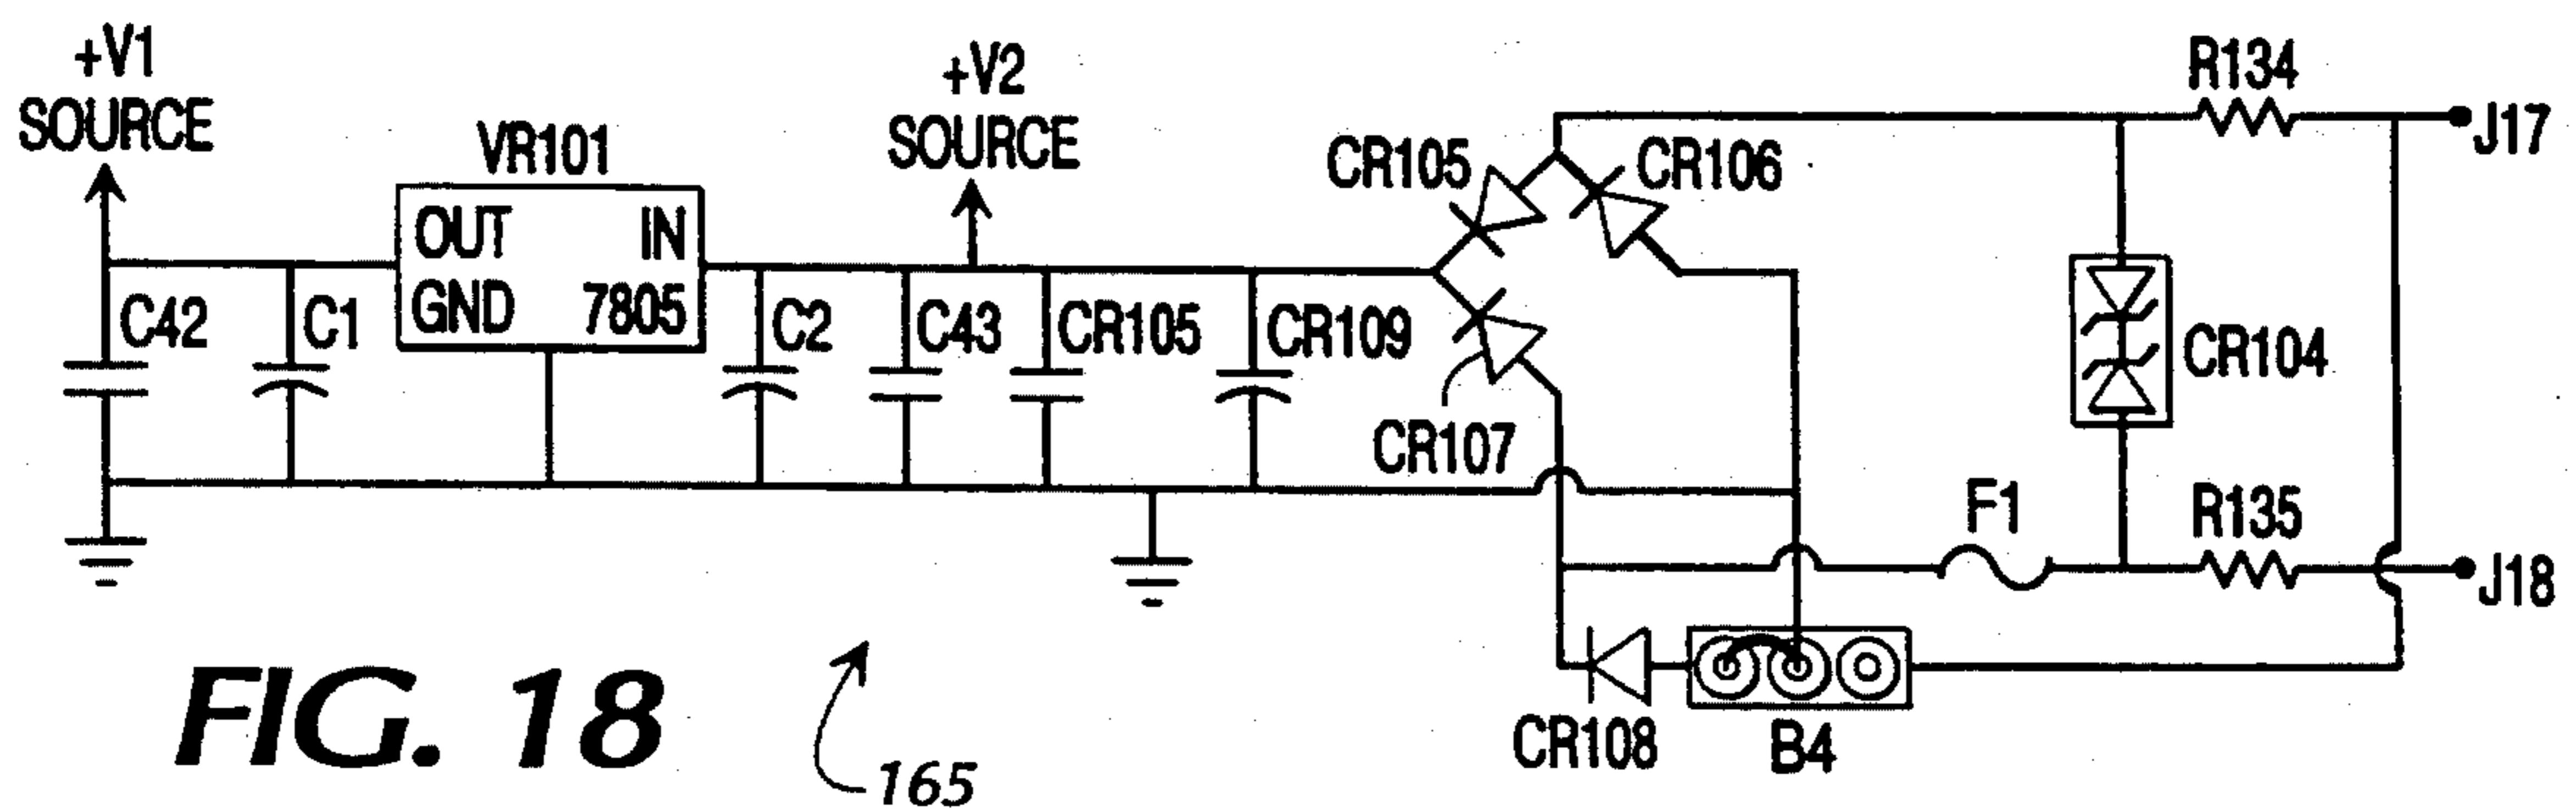 +V1
SOURCE
VR101
OUT
IN
GND
7805
+V2
SOURCE
C42
C1
C2
C43
CR105
CR109
CR105
CR106
CR107
R134
J17
CR104
F1
R135
J18
CR108
B4
FIG. 18
165